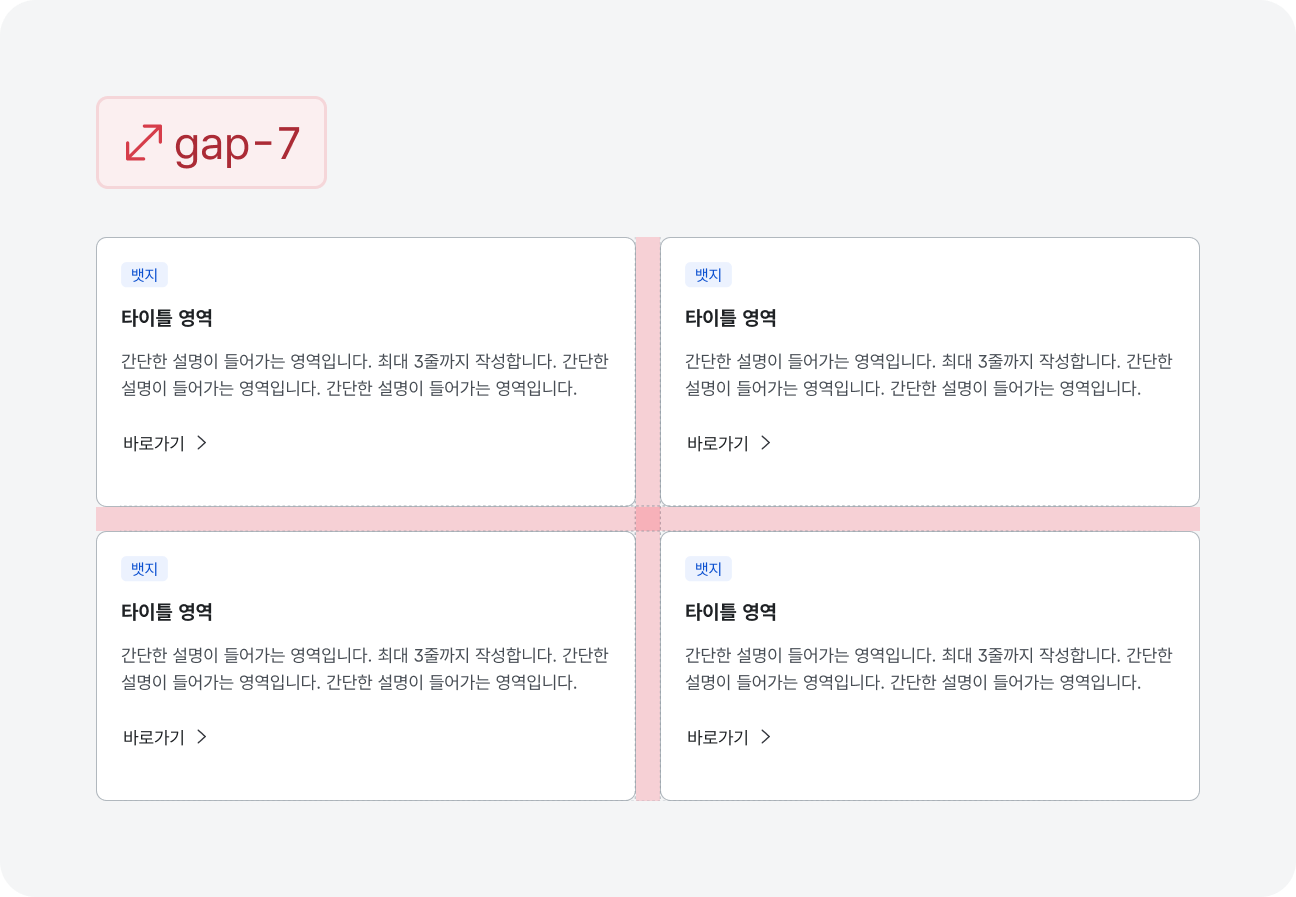 gap-7
뱃지
타이틀 영역
간단한 설명이 들어가는 영역입니다. 최대 3줄까지 작성합니다. 간단한
설명이 들어가는 영역입니다. 간단한 설명이 들어가는 영역입니다.
바로가기
뱃지
타이틀 영역
간단한 설명이 들어가는 영역입니다. 최대 3줄까지 작성합니다. 간단한
설명이 들어가는 영역입니다. 간단한 설명이 들어가는 영역입니다.
바로가기
뱃지
타이틀 영역
간단한 설명이 들어가는 영역입니다. 최대 3줄까지 작성합니다. 간단한
설명이 들어가는 영역입니다. 간단한 설명이 들어가는 영역입니다.
바로가기
뱃지
타이틀 영역
간단한 설명이 들어가는 영역입니다. 최대 3줄까지 작성합니다. 간단한
설명이 들어가는 영역입니다. 간단한 설명이 들어가는 영역입니다.
바로가기